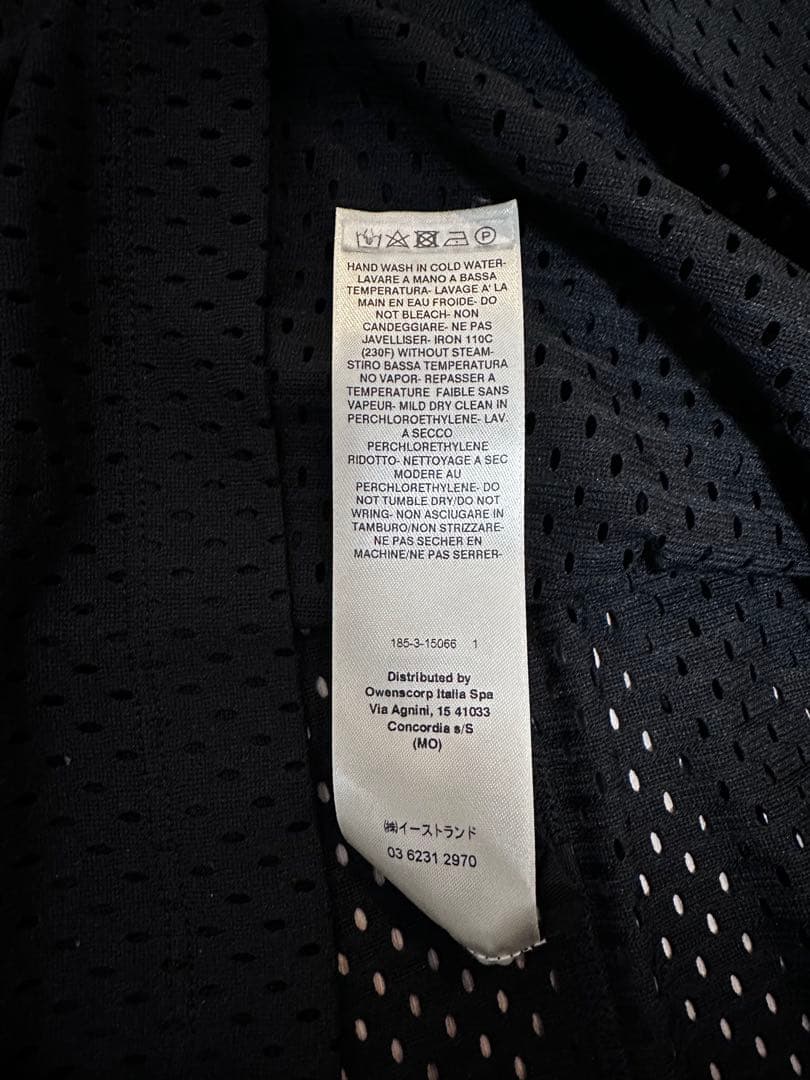 P
HAND WASH IN COLD WATER-
LAVARE A MANO A BASSA
TEMPERATURA- LAVAGE A' LA
MAIN EN EAU FROIDE- DO
NOT BLEACH- NON
CANDEGGIARE- NE PAS
JAVELLISER- IRON 110C
(230F) WITHOUT STEAM-
STIRO BASSA TEMPERATURA
NO VAPOR- REPASSER A
TEMPERATURE FAIBLE SANS
VAPEUR- MILD DRY CLEAN IN
PERCHLOROETHYLENE- LAV.
A SECCO
PERCHLORETHYLENE
RIDOTTO- NETTOYAGE A SEC
MODERE AU
PERCHLORETHYLENE- DO
NOT TUMBLE DRY/DO NOT
WRING- NON ASCIUGARE IN
TAMBURO/NON STRIZZARE-
NE PAS SECHER EN
MACHINE/NE PAS SERRER-
185-3-15066 1
Distributed by
Owenscorp Italia Spa
Via Agnini, 15 41033
Concordia s/S
(MO)
㈱イーストランド
03 6231 2970